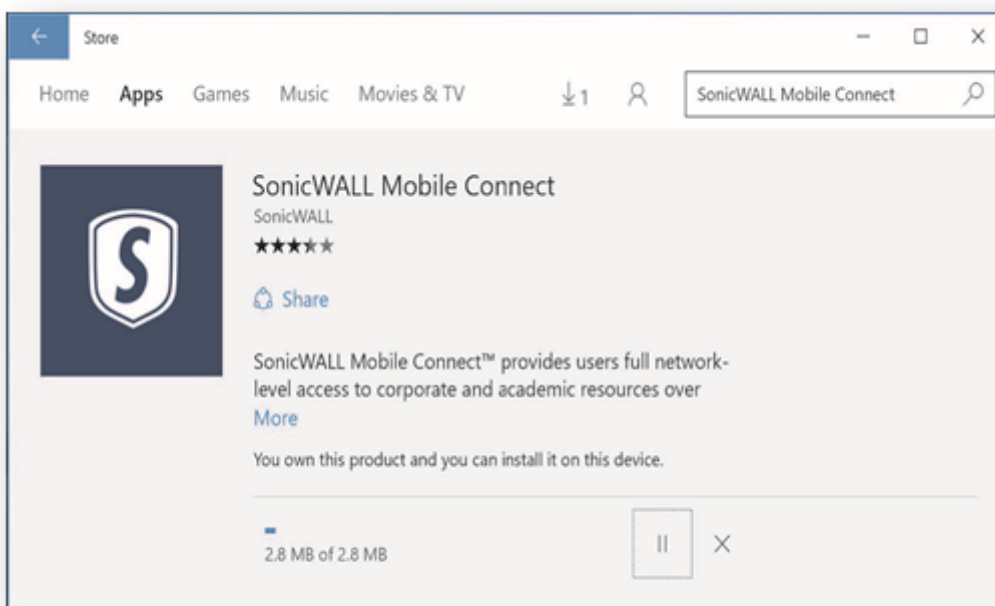 Store
Home Apps Games Music Movies & TV 1 SonicWALL Mobile Connect
S
SonicWALL Mobile Connect
SonicWALL
Share
SonicWALL Mobile Connect™ provides users full network-
level access to corporate and academic resources over
More
You own this product and you can install it on this device.
2.8 MB of 2.8 MB